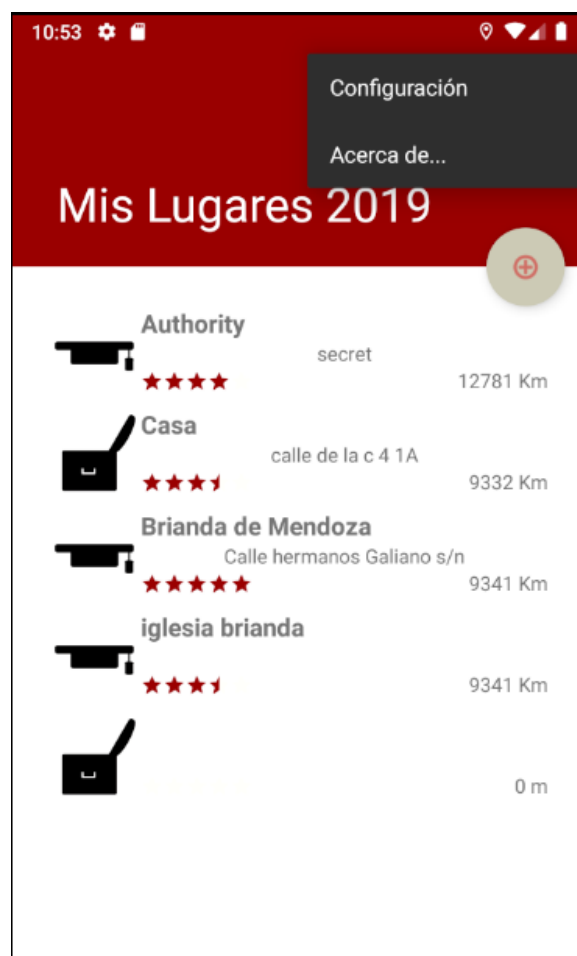 10:53
Configuración
Acerca de...
Mis Lugares 2019
Authority
secret
12781 Km
Casa
calle de la c 4 1A
9332 Km
Brianda de Mendoza
Calle hermanos Galiano s/n
9341 Km
iglesia brianda
9341 Km
0 m